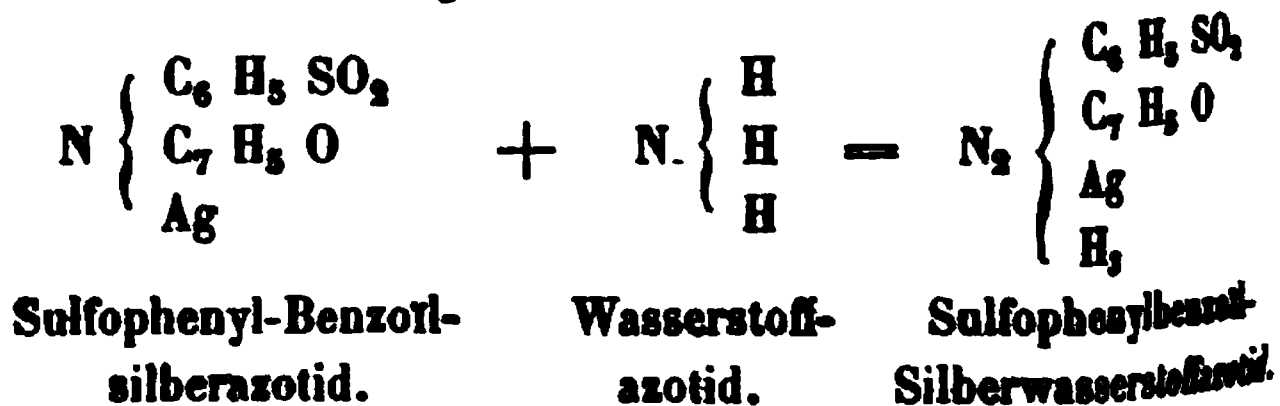 N { C₆ H₅ SO₂ C₇ H₅ O Ag + N { H H H = N₂ { C₆ H₅ SO₂ C₇ H₅ O Ag H₃
Sulfophenyl-Benzoïl- Wasserstoff- Sulfophenylbenzoïl-
silberazotid. azotid. Silberwasserstoffazotid.